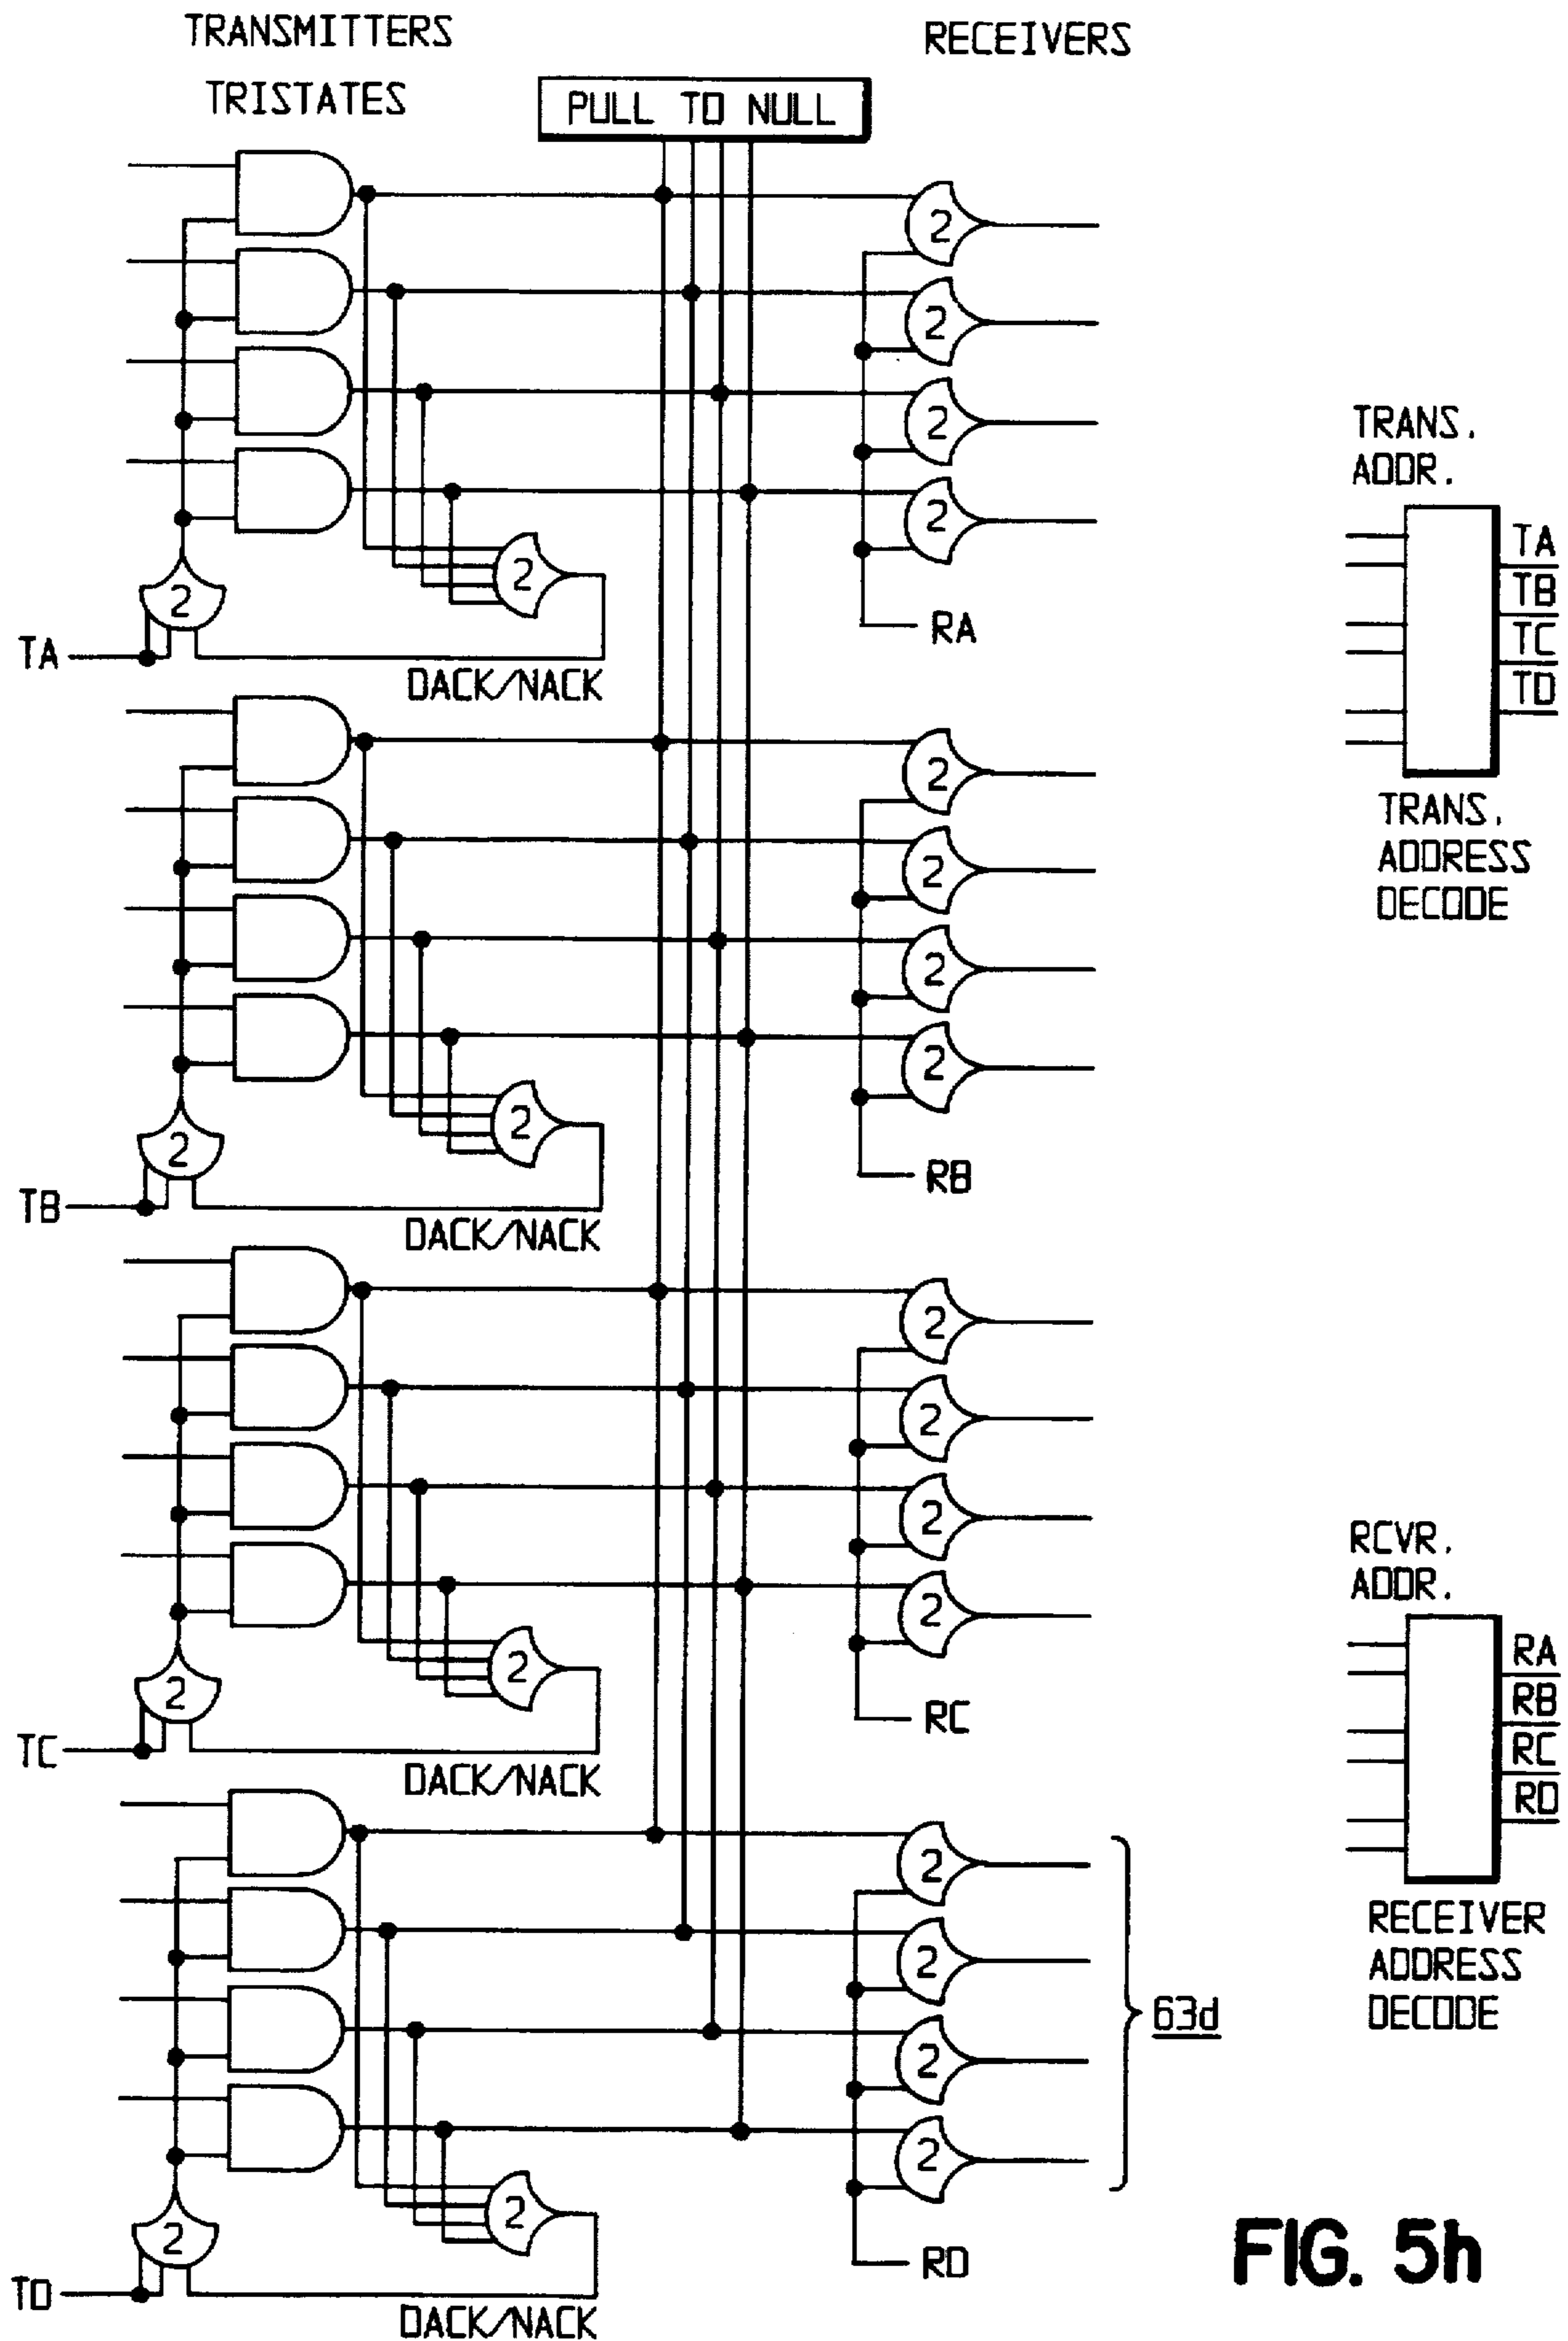 TRANSMITTERS
TRISTATES
RECEIVERS
PULL TO NULL
2
2
2
2
2
2
TA
DACK/NACK
RA
TRANS.
ADDR.
TA
TB
TC
TD
TRANS.
ADDRESS
DECODE
2
2
2
2
2
2
TB
DACK/NACK
RB
2
2
2
2
2
2
TC
DACK/NACK
RC
RCVR.
ADDR.
RA
RB
RC
RD
RECEIVER
ADDRESS
DECODE
2
2
2
2
63d
2
2
TD
DACK/NACK
RD
FIG. 5h